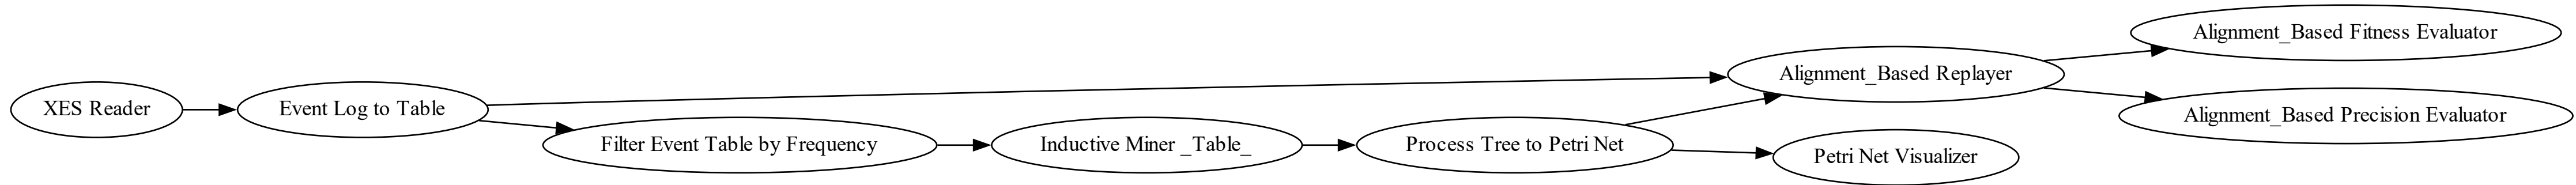 XES Reader
Event Log to Table
Filter Event Table by Frequency
Inductive Miner _Table_
Process Tree to Petri Net
Alignment_Based Replayer
Petri Net Visualizer
Alignment_Based Fitness Evaluator
Alignment_Based Precision Evaluator